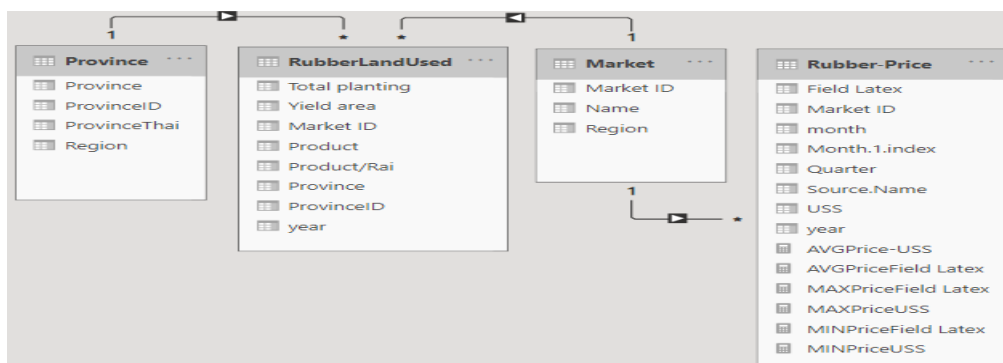 1
*
*
1
Province ...
Province
ProvinceID
ProvinceThai
Region
RubberLandUsed ...
Total planting
Yield area
Market ID
Product
Product/Rai
Province
ProvinceID
year
Market ...
Market ID
Name
Region
1
*
Rubber-Price ...
Field Latex
Market ID
month
Month.1.index
Quarter
Source.Name
USS
year
AVGPrice-USS
AVGPriceField Latex
MAXPriceField Latex
MAXPriceUSS
MINPriceField Latex
MINPriceUSS